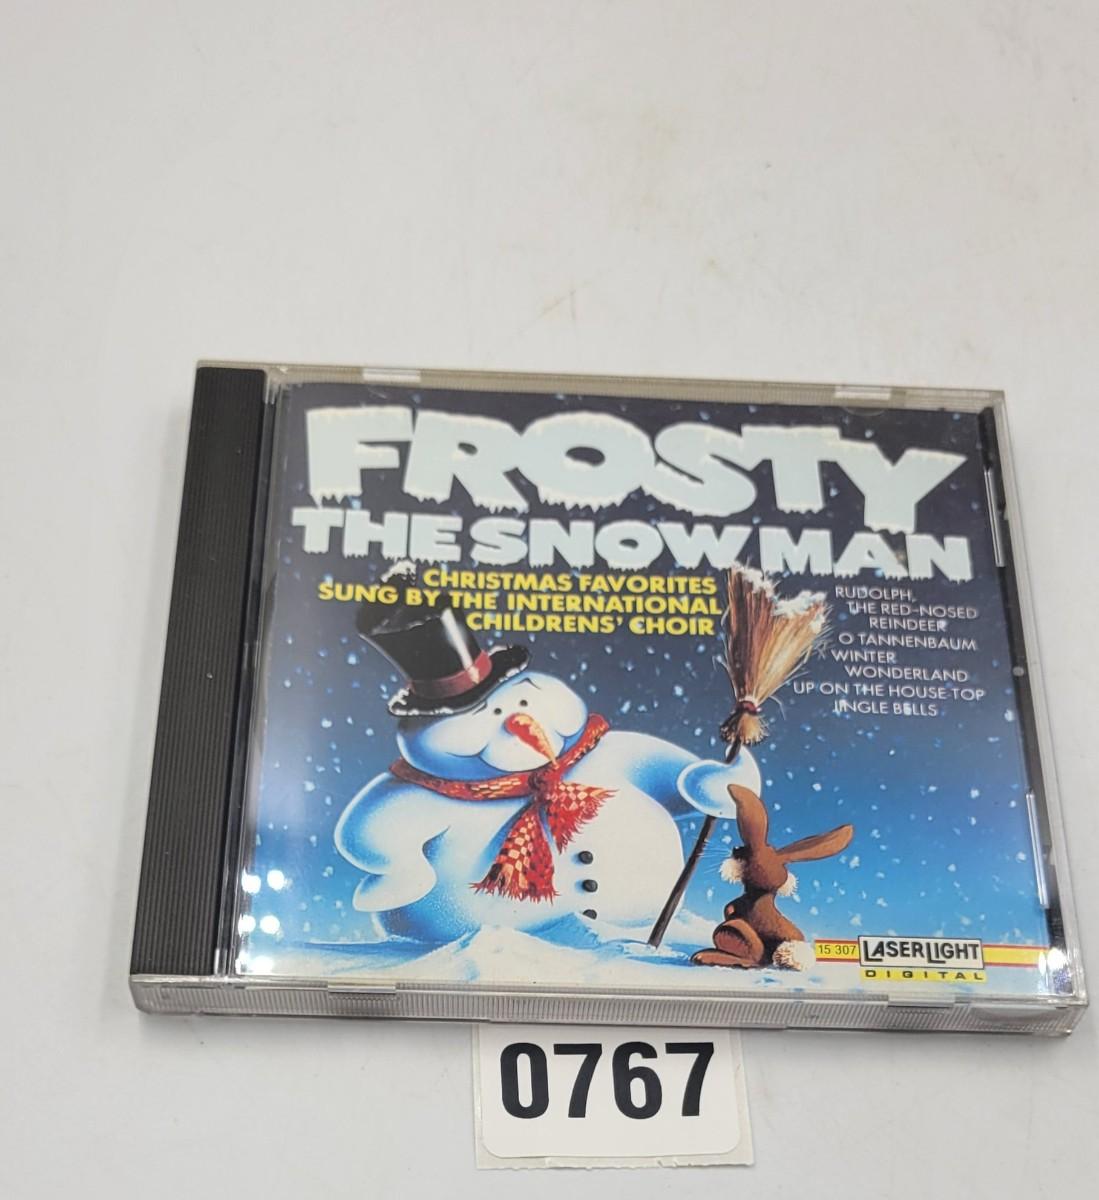 FROSTY
THE SNOWMAN
CHRISTMAS FAVORITES
SUNG BY THE INTERNATIONAL
CHILDRENS' CHOIR
RUDOLPH,
THE RED-NOSED
REINDEER
O TANNENBAUM
WINTER
WONDERLAND
UP ON THE HOUSE-TOP
JINGLE BELLS
15 307 LASERLIGHT
DIGITAL
0767